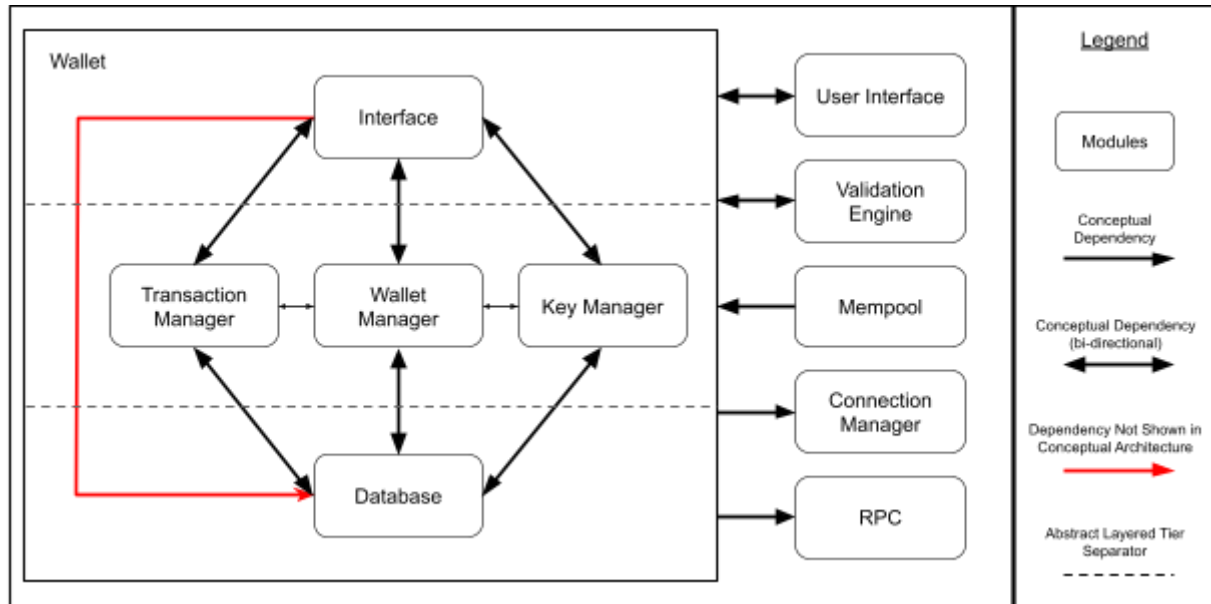 Wallet
Interface
Transaction
Manager
Wallet
Manager
Key Manager
Database
User Interface
Validation
Engine
Mempool
Connection
Manager
RPC
Legend
Modules
Conceptual
Dependency
Conceptual Dependency
(bi-directional)
Dependency Not Shown in
Conceptual Architecture
Abstract Layered Tier
Separator